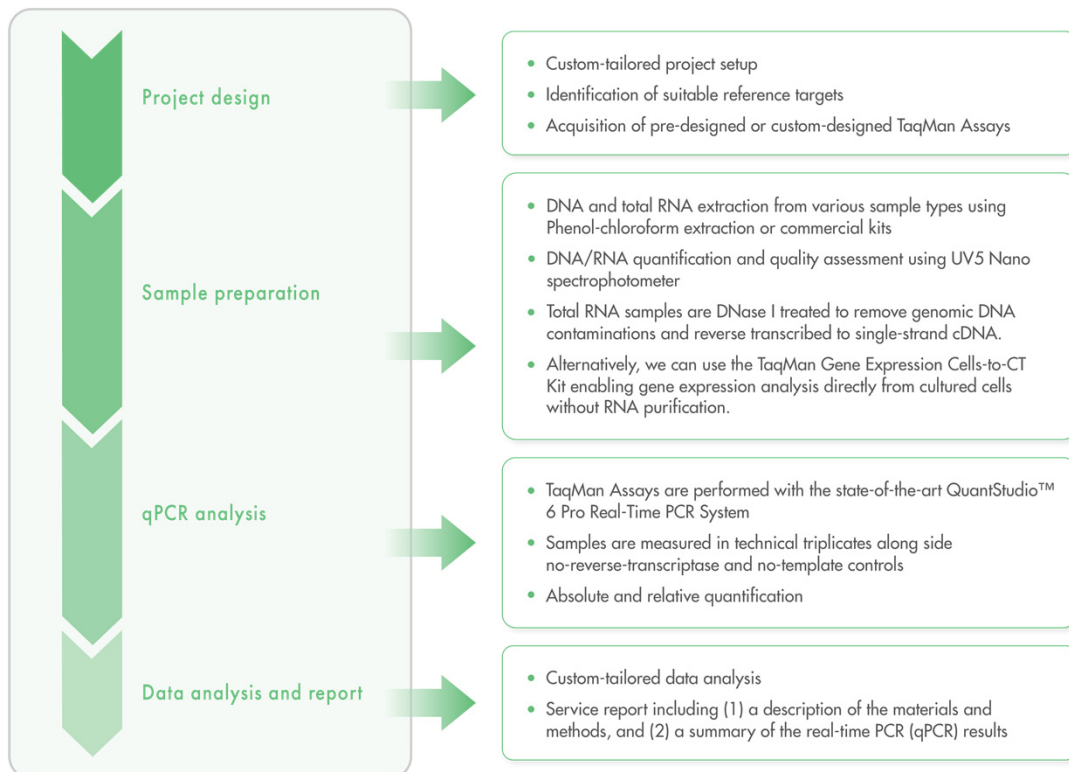 Project design
• Custom-tailored project setup
• Identification of suitable reference targets
• Acquisition of pre-designed or custom-designed TaqMan Assays
Sample preparation
• DNA and total RNA extraction from various sample types using
Phenol-chloroform extraction or commercial kits
• DNA/RNA quantification and quality assessment using UV5 Nano
spectrophotometer
• Total RNA samples are DNase I treated to remove genomic DNA
contaminations and reverse transcribed to single-strand cDNA.
• Alternatively, we can use the TaqMan Gene Expression Cells-to-CT
Kit enabling gene expression analysis directly from cultured cells
without RNA purification.
qPCR analysis
• TaqMan Assays are performed with the state-of-the-art QuantStudio™
6 Pro Real-Time PCR System
• Samples are measured in technical triplicates along side
no-reverse-transcriptase and no-template controls
• Absolute and relative quantification
Data analysis and report
• Custom-tailored data analysis
• Service report including (1) a description of the materials and
methods, and (2) a summary of the real-time PCR (qPCR) results